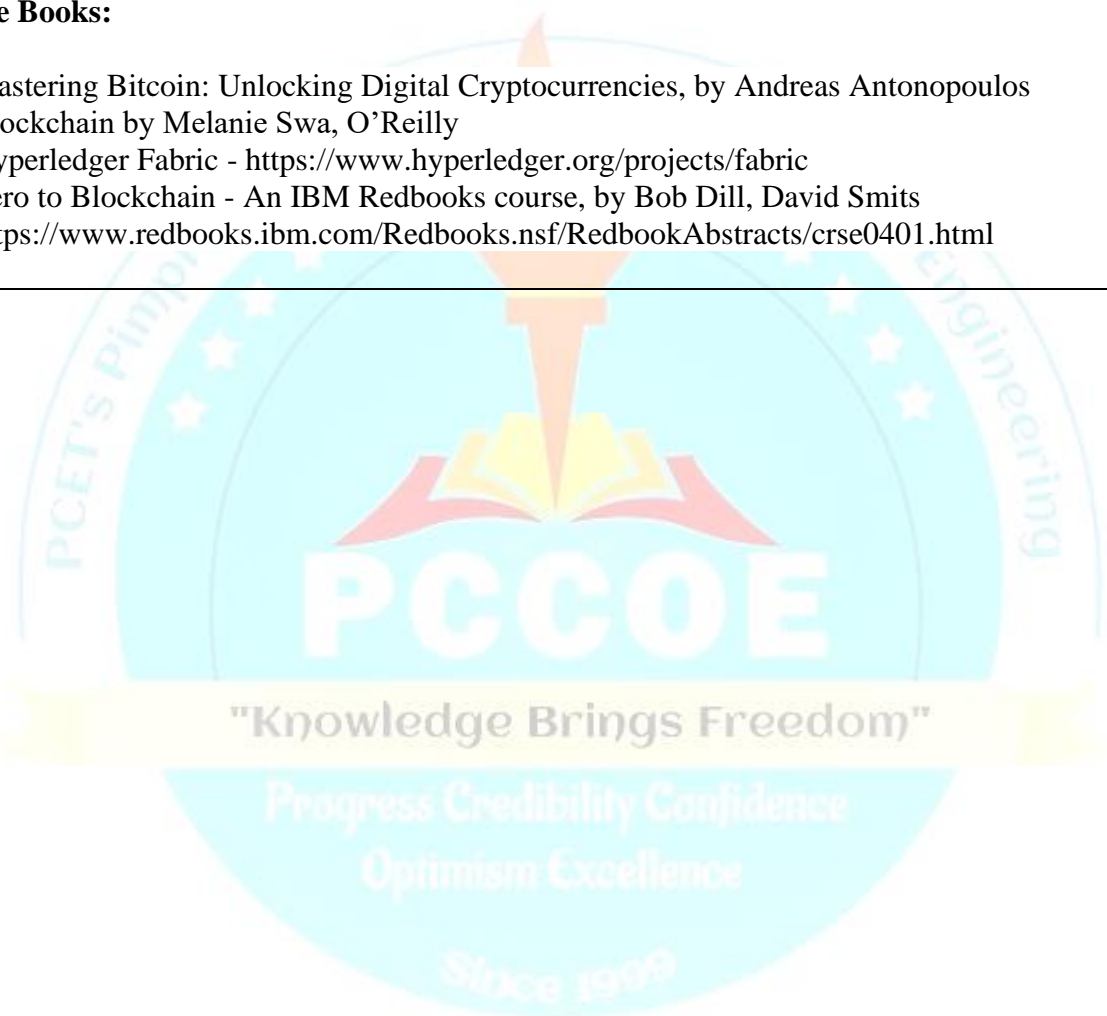 e Books:
astering Bitcoin: Unlocking Digital Cryptocurrencies, by Andreas Antonopoulos
lockchain by Melanie Swa, O’Reilly
yperledger Fabric - https://www.hyperledger.org/projects/fabric
ero to Blockchain - An IBM Redbooks course, by Bob Dill, David Smits
tps://www.redbooks.ibm.com/Redbooks.nsf/RedbookAbstracts/crse0401.html
PCET's Pimp
Engineering
PCCOE
"Knowledge Brings Freedom"
Progress Credibility Confidence
Optimism Excellence
Since 1999